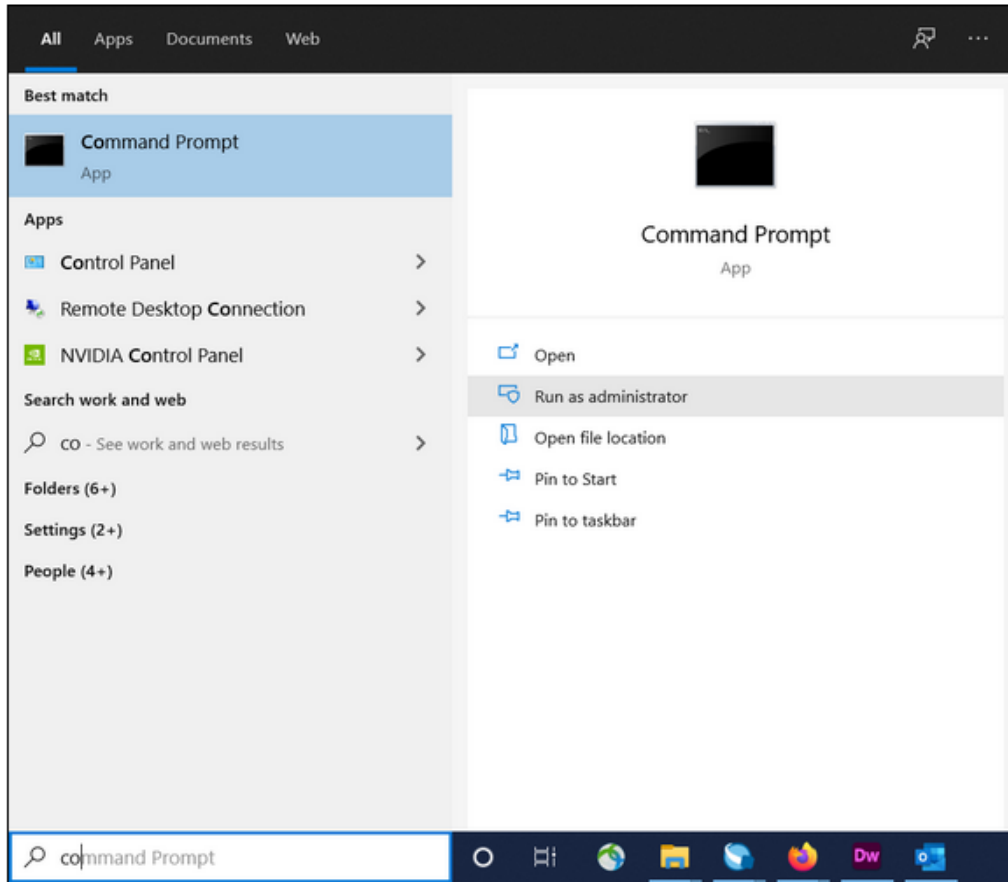 All Apps Documents Web
Best match
Command Prompt
App
Apps
Control Panel
Remote Desktop Connection
NVIDIA Control Panel
Search work and web
co - See work and web results
Folders (6+)
Settings (2+)
People (4+)
Command Prompt
App
Open
Run as administrator
Open file location
Pin to Start
Pin to taskbar
command Prompt
Dw